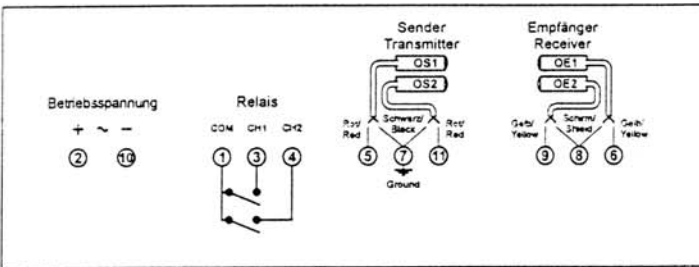 Sender
Transmitter
Empfänger
Receiver
OS1
OS2
OE1
OE2
Betriebsspannung
+ ~ −
2 10
Relais
COM CH1 CH2
1 3 4
Rot/
Red
Schwarz/
Black
Rot/
Red
5 7 11
Ground
Gelb/
Yellow
Schirm/
Shield
Gelb/
Yellow
9 8 6